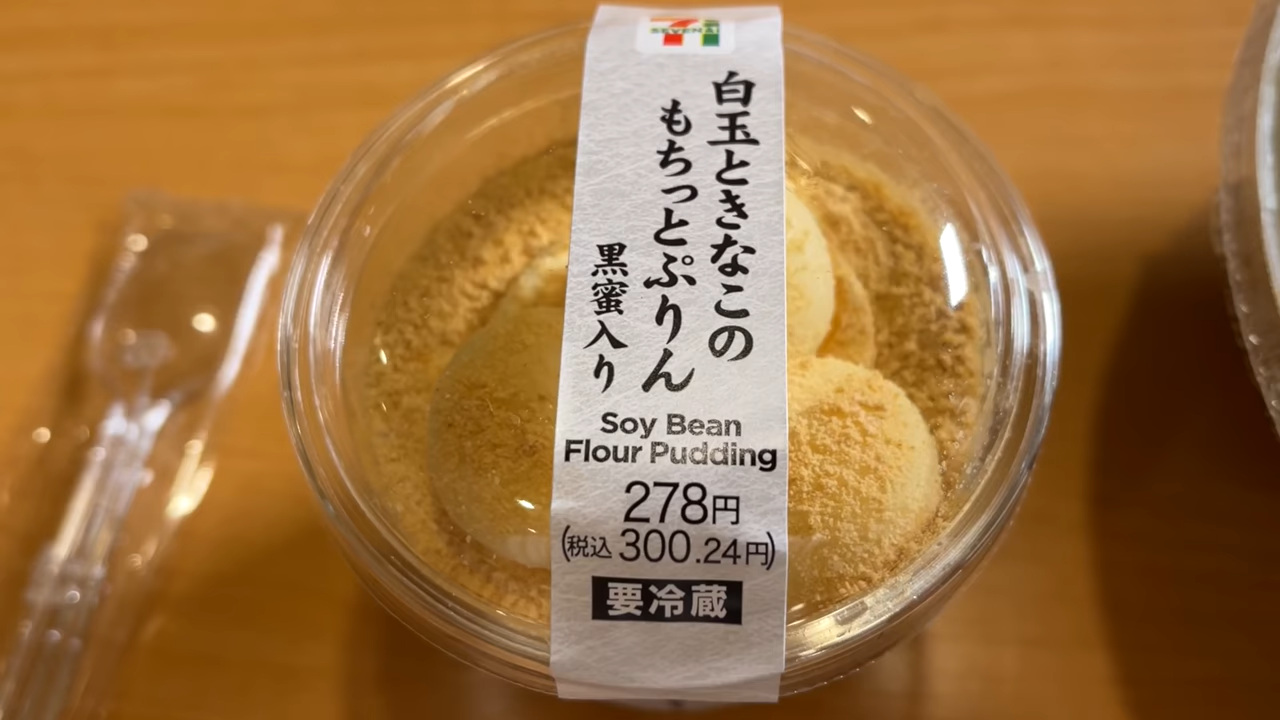 白玉ときなこの
もちっとぷりん
黒蜜入り
Soy Bean
Flour Pudding
278円
(税込 300.24円)
要冷蔵